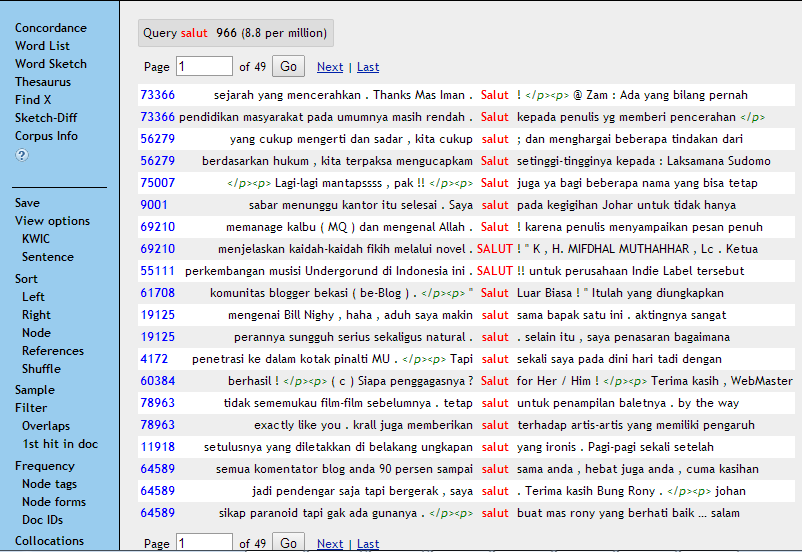 Concordance
Word List
Word Sketch
Thesaurus
Find X
Sketch-Diff
Corpus Info
?
Save
View options
KWIC
Sentence
Sort
Left
Right
Node
References
Shuffle
Sample
Filter
Overlaps
1st hit in doc
Frequency
Node tags
Node forms
Doc IDs
Collocations
Query salut 966 (8.8 per million)
Page 1 of 49 Go Next | Last
73366 sejarah yang mencerahkan . Thanks Mas Iman . Salut ! </p><p> @ Zam : Ada yang bilang pernah
73366 pendidikan masyarakat pada umumnya masih rendah . Salut kepada penulis yg memberi pencerahan </p>
56279 yang cukup mengerti dan sadar , kita cukup salut ; dan menghargai beberapa tindakan dari
56279 berdasarkan hukum , kita terpaksa mengucapkam Salut setinggi-tingginya kepada : Laksamana Sudomo
75007 </p><p> Lagi-lagi mantapssss , pak !! </p><p> Salut juga ya bagi beberapa nama yang bisa tetap
9001 sabar menunggu kantor itu selesai . Saya salut pada kegigihan Johar untuk tidak hanya
69210 memanage kalbu ( MQ ) dan mengenal Allah . Salut ! karena penulis menyampaikan pesan penuh
69210 menjelaskan kaidah-kaidah fikih melalui novel . SALUT ! " K , H. MIFDHAL MUTHAHHAR , Lc . Ketua
55111 perkembangan musisi Undergorund di Indonesia ini . SALUT !! untuk perusahaan Indie Label tersebut
61708 komunitas blogger bekasi ( be-Blog ) . </p><p> " Salut Luar Biasa ! " Itulah yang diungkapkan
19125 mengenai Bill Nighy , haha , aduh saya makin salut sama bapak satu ini . aktingnya sangat
19125 perannya sungguh serius sekaligus natural . salut . selain itu , saya penasaran bagaimana
4172 penetrasi ke dalam kotak pinalti MU . </p><p> Tapi salut sekali saya pada dini hari tadi dengan
60384 berhasil ! </p><p> ( c ) Siapa penggagasnya ? Salut for Her / Him ! </p><p> Terima kasih , WebMaster
78963 tidak sememukau film-film sebelumnya . tetap salut untuk penampilan baletnya . by the way
78963 exactly like you . krall juga memberikan salut terhadap artis-artis yang memiliki pengaruh
11918 setulusnya yang diletakkan di belakang ungkapan salut yang ironis . Pagi-pagi sekali setelah
64589 semua komentator blog anda 90 persen sampai salut sama anda , hebat juga anda , cuma kasihan
64589 jadi pendengar saja tapi bergerak , saya salut . Terima kasih Bung Rony . </p><p> johan
64589 sikap paranoid tapi gak ada gunanya . </p><p> salut buat mas rony yang berhati baik ... salam
Page 1 of 49 Go Next | Last